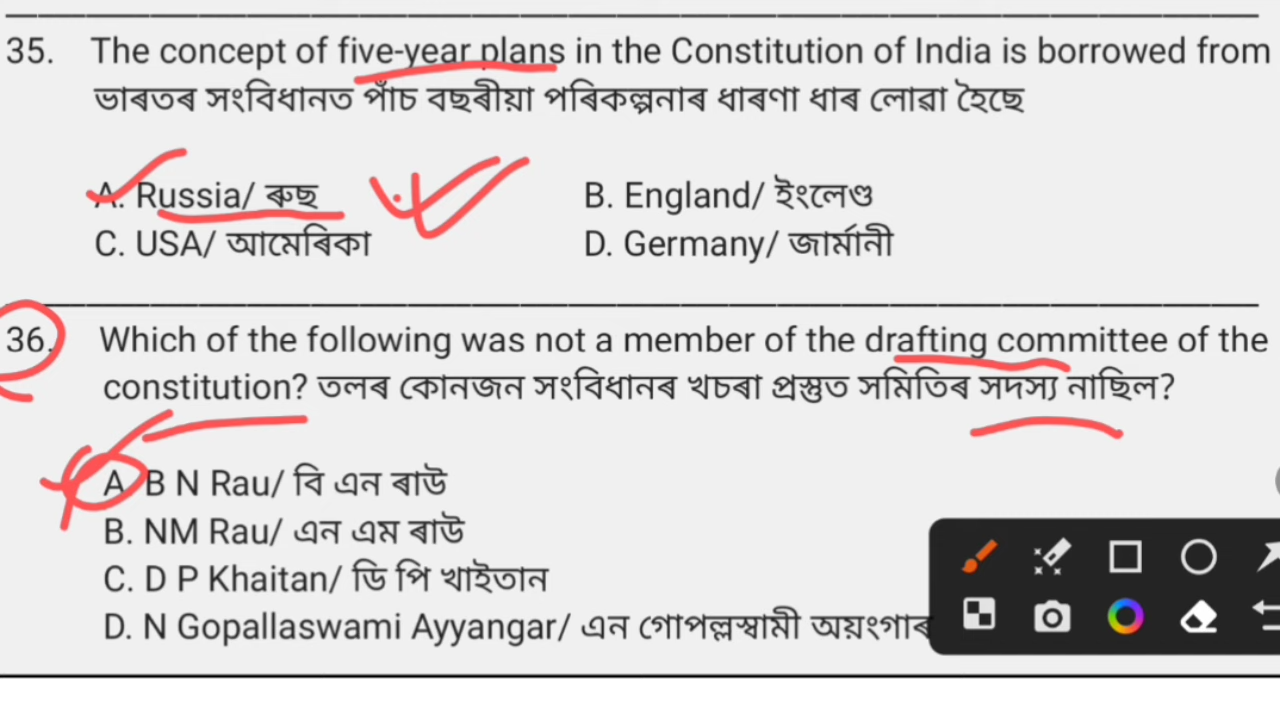 35. The concept of five-year plans in the Constitution of India is borrowed from
ভাৰতৰ সংবিধানত পাঁচ বছৰীয়া পৰিকল্পনাৰ ধাৰণা ধাৰ লোৱা হৈছে
A. Russia/ ৰুছ B. England/ ইংলেণ্ড
C. USA/ আমেৰিকা D. Germany/ জাৰ্মানী
36. Which of the following was not a member of the drafting committee of the
constitution? তলৰ কোনজন সংবিধানৰ খচৰা প্ৰস্তুত সমিতিৰ সদস্য নাছিল?
A. B N Rau/ বি এন ৰাউ
B. NM Rau/ এন এম ৰাউ
C. D P Khaitan/ ডি পি খাইতান
D. N Gopallaswami Ayyangar/ এন গোপল্লস্বামী অয়ংগাৰ